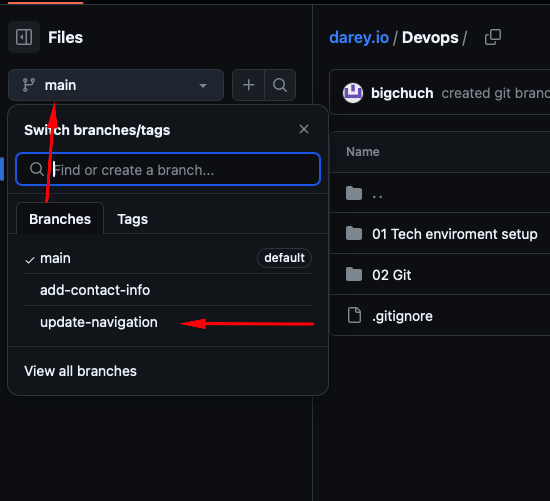 Files
main
Switch branches/tags
Find or create a branch...
Branches
Tags
main
default
add-contact-info
update-navigation
View all branches
darey.io / Devops /
bigchuch created git bran
Name
..
01 Tech enviroment setup
02 Git
.gitignore